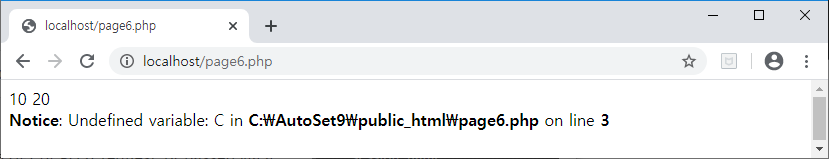 localhost/page6.php
localhost/page6.php
10 20
Notice: Undefined variable: C in C:₩AutoSet9₩public_html₩page6.php on line 3